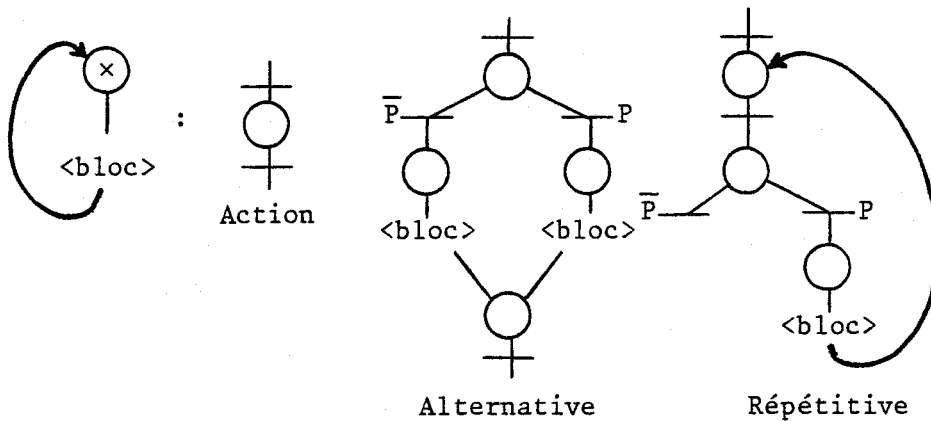 ×
:
<bloc>
Action
P̅ P
<bloc> <bloc>
Alternative
P̅ P
<bloc>
Répétitive